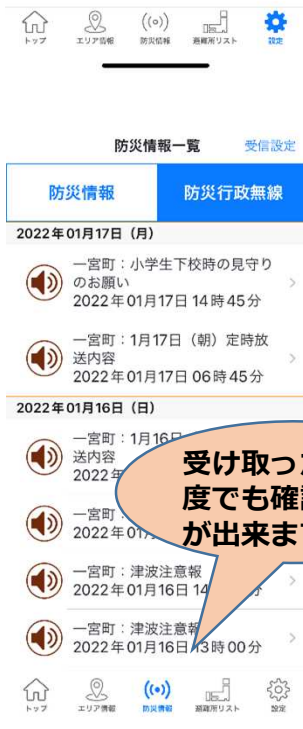 トップ エリア情報 防災情報 避難所リスト 設定
防災情報一覧 受信設定
防災情報 防災行政無線
2022年01月17日（月）
一宮町：小学生下校時の見守り
のお願い
2022年01月17日 14時45分
一宮町：1月17日（朝）定時放
送内容
2022年01月17日 06時45分
2022年01月16日（日）
一宮町：1月16日
送内容
2022年
受け取っ
度でも確
が出来ま
一宮町：
2022年01月
一宮町：津波注意報
2022年01月16日 14
一宮町：津波注意報
2022年01月16日 13時00分
トップ エリア情報 防災情報 避難所リスト 設定